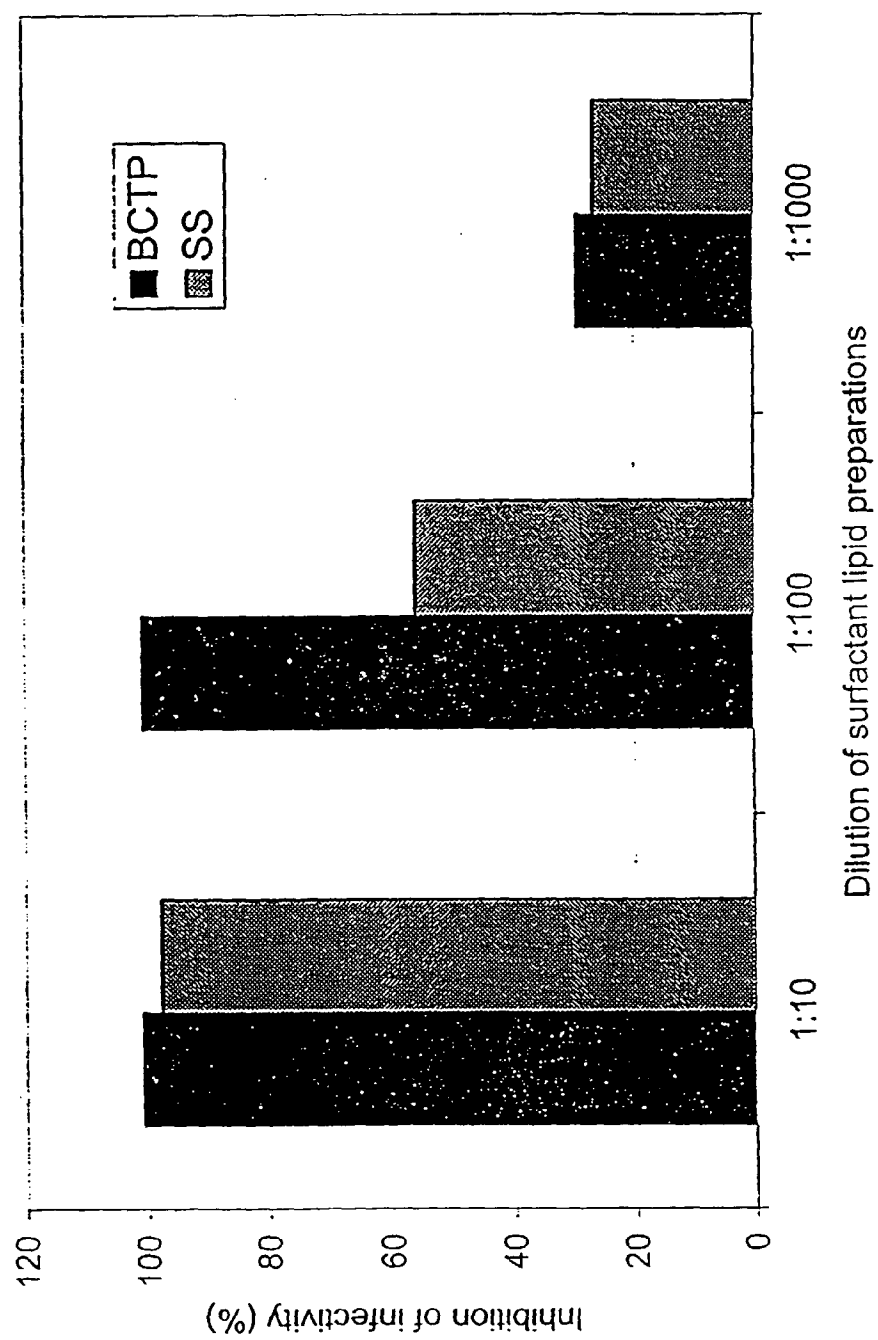 BCTP
SS
120
100
80
60
40
20
0
Inhibition of infectivity (%)
1:10
1:100
1:1000
Dilution of surfactant lipid preparations